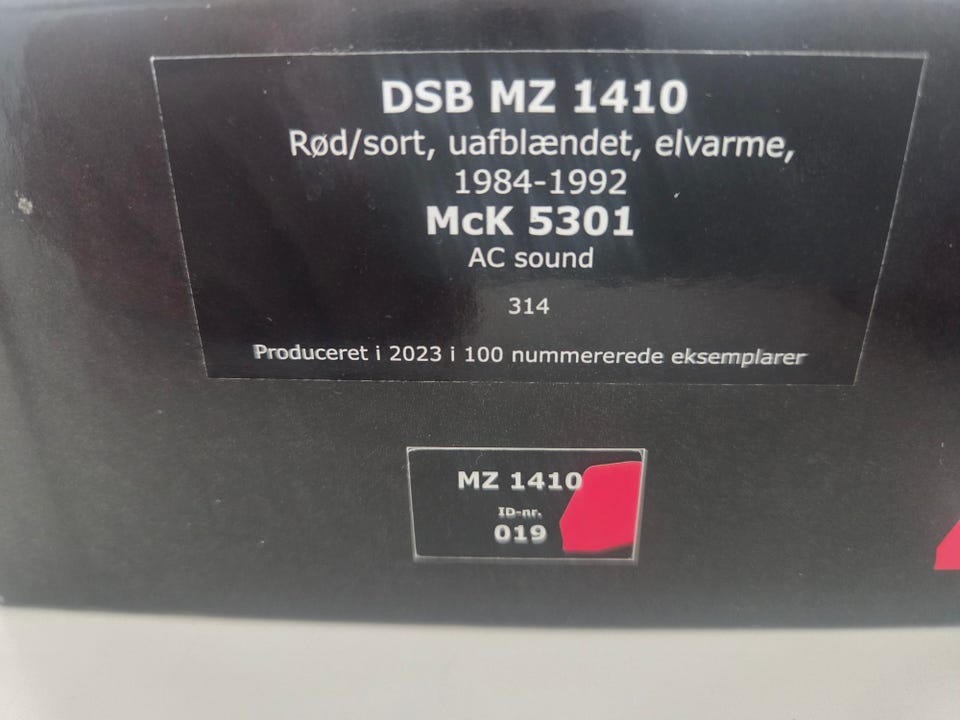 DSB MZ 1410
Rød/sort, uafblændet, elvarme,
1984-1992
McK 5301
AC sound
314
Produceret i 2023 i 100 nummererede eksemplarer
MZ 1410
ID-nr.
019